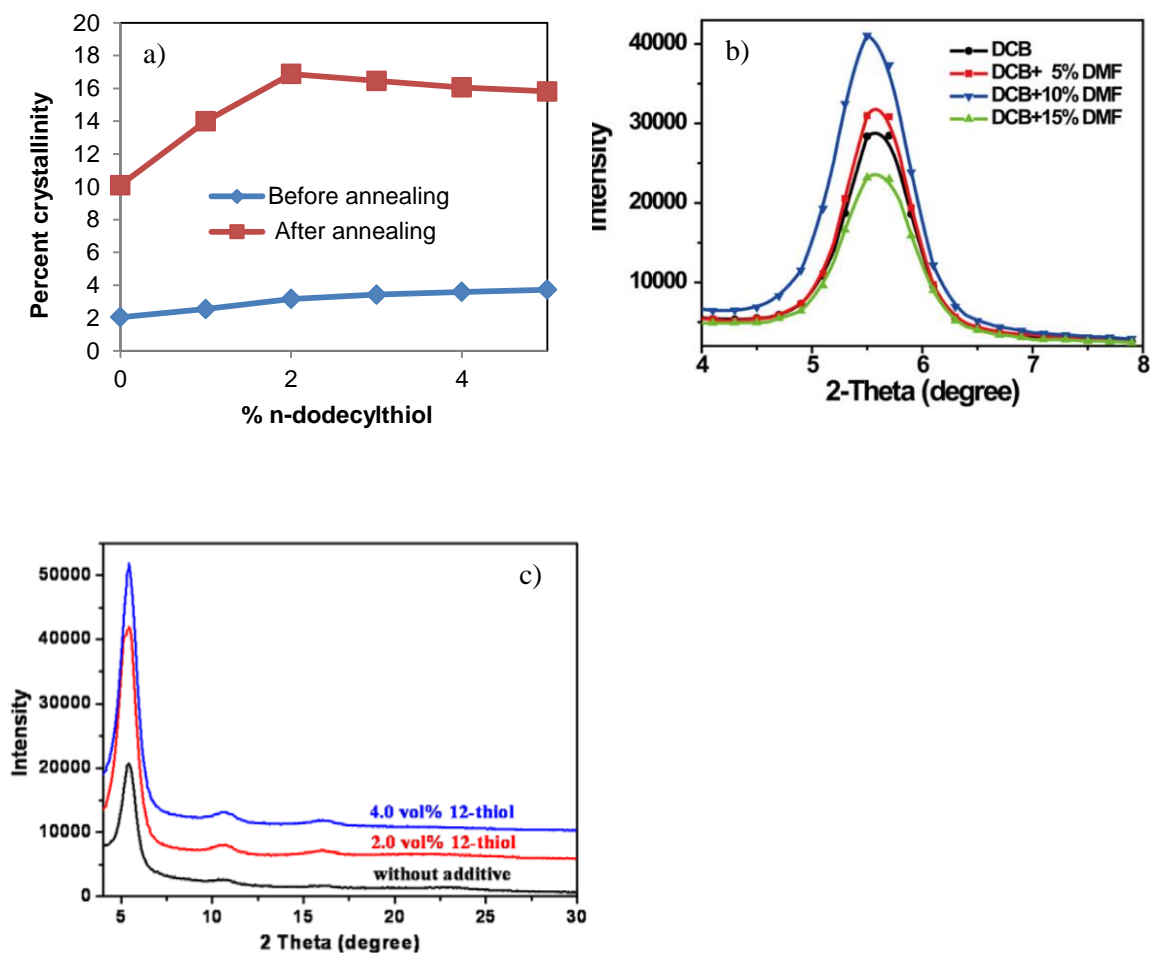 a)
20
18
16
14
12
10
8
6
4
2
0
Percent crystallinity
Before annealing
After annealing
0 2 4
% n-dodecylthiol
b)
40000
30000
20000
10000
Intensity
DCB
DCB+ 5% DMF
DCB+10% DMF
DCB+15% DMF
4 5 6 7 8
2-Theta (degree)
c)
50000
40000
30000
20000
10000
0
Intensity
4.0 vol% 12-thiol
2.0 vol% 12-thiol
without additive
5 10 15 20 25 30
2 Theta (degree)